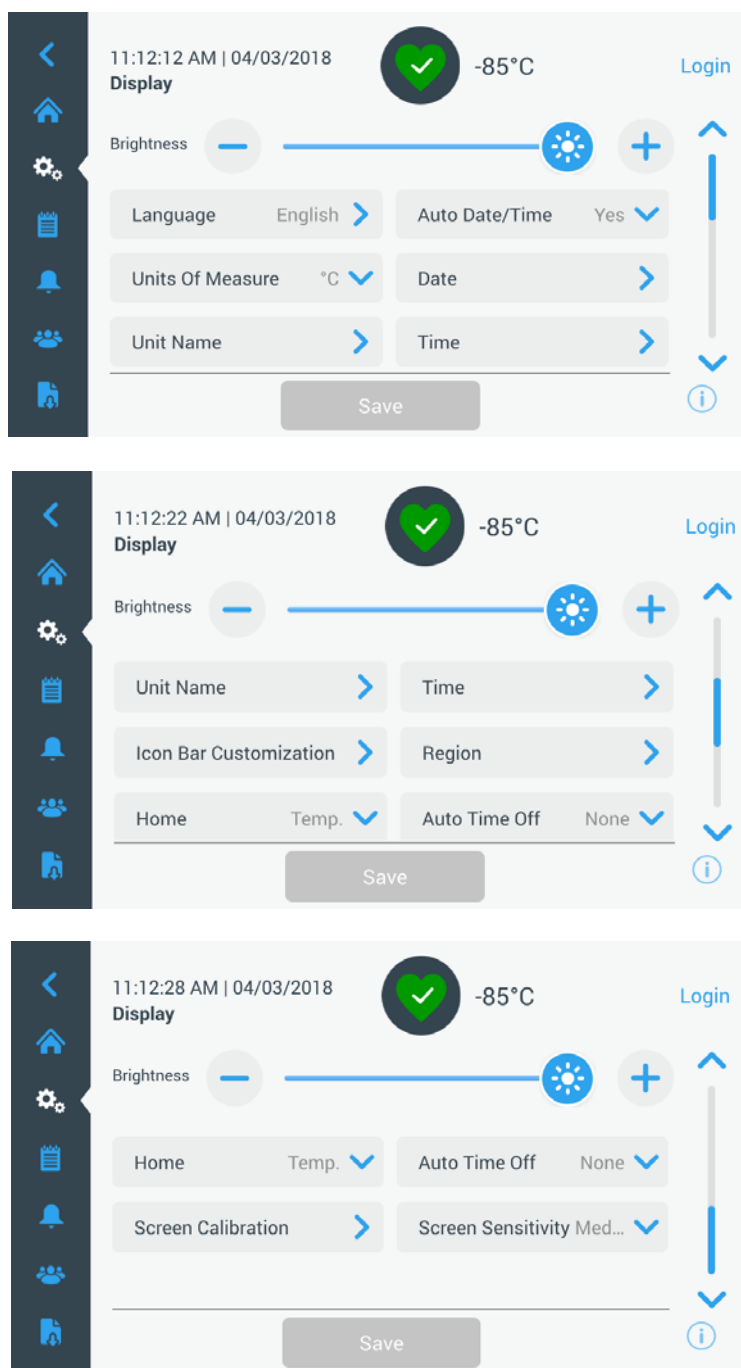 11:12:12 AM | 04/03/2018
Display
-85°C
Login
Brightness
Language English
Auto Date/Time Yes
Units Of Measure °C
Date
Unit Name
Time
Save
11:12:22 AM | 04/03/2018
Display
-85°C
Login
Brightness
Unit Name
Time
Icon Bar Customization
Region
Home Temp.
Auto Time Off None
Save
11:12:28 AM | 04/03/2018
Display
-85°C
Login
Brightness
Home Temp.
Auto Time Off None
Screen Calibration
Screen Sensitivity Med...
Save